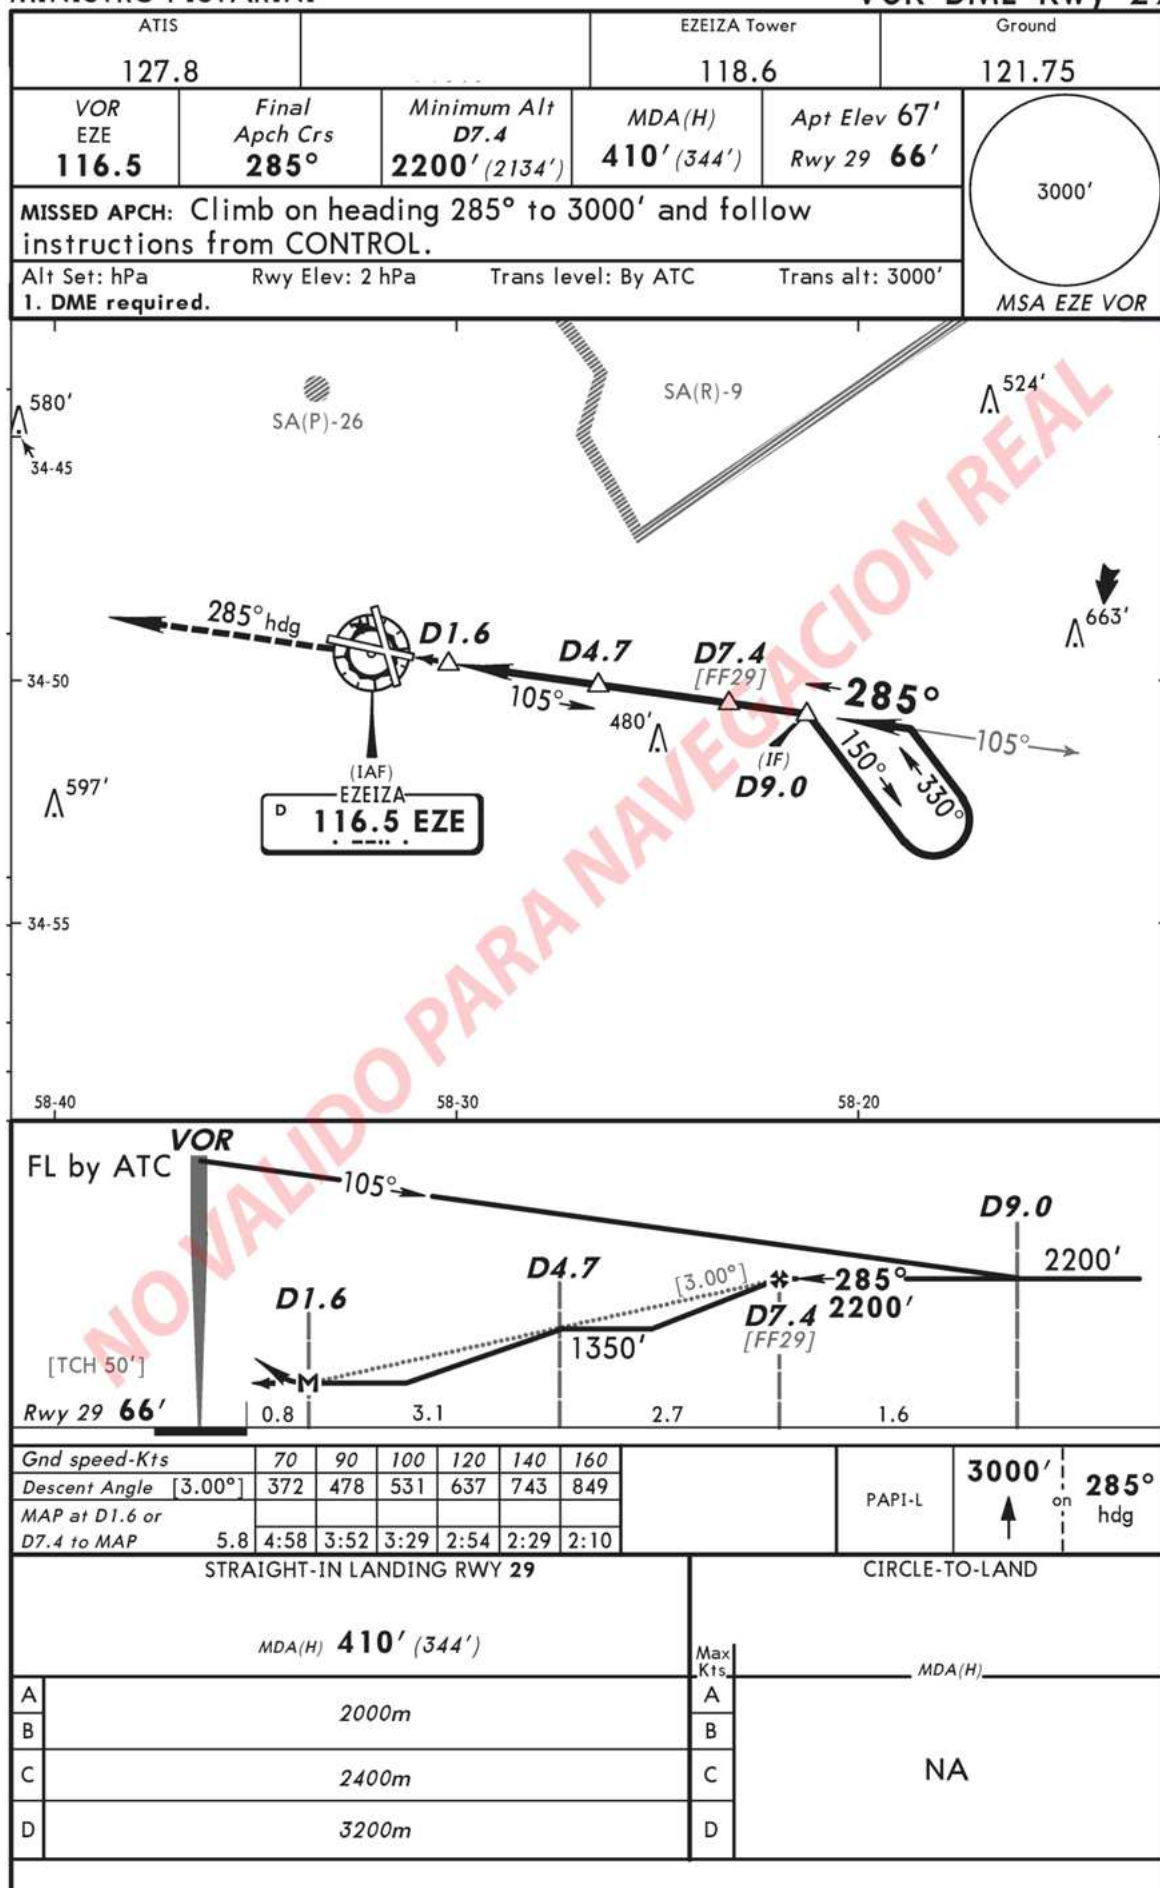 MINISTRO PISTARINI VOR DME Rwy 29
ATIS EZEIZA Tower Ground
127.8 118.6 121.75
VOR Final Minimum Alt MDA(H) Apt Elev 67'
EZE Apch Crs D7.4
116.5 285° 2200' (2134') 410' (344') Rwy 29 66'
3000'
MISSED APCH: Climb on heading 285° to 3000' and follow
instructions from CONTROL.
Alt Set: hPa Rwy Elev: 2 hPa Trans level: By ATC Trans alt: 3000'
1. DME required.
MSA EZE VOR
580'
34-45
SA(P)-26
SA(R)-9
524'
663'
285° hdg
D1.6
D4.7
D7.4
[FF29]
285°
34-50
105°
480'
(IF)
D9.0
150°
330°
105°
597'
(IAF)
EZEIZA
D 116.5 EZE
34-55
58-40 58-30 58-20
NO VALIDO PARA NAVEGACION REAL
VOR
FL by ATC
105°
D9.0
2200'
D4.7
[3.00°]
285°
D1.6
D7.4 2200'
[FF29]
1350'
[TCH 50']
M
Rwy 29 66' 0.8 3.1 2.7 1.6
Gnd speed-Kts 70 90 100 120 140 160
Descent Angle [3.00°] 372 478 531 637 743 849
MAP at D1.6 or
D7.4 to MAP 5.8 4:58 3:52 3:29 2:54 2:29 2:10
PAPI-L
3000' on 285° hdg
STRAIGHT-IN LANDING RWY 29 CIRCLE-TO-LAND
MDA(H) 410' (344')
Max
Kts MDA(H)
A A
2000m
B B
C 2400m C NA
D 3200m D